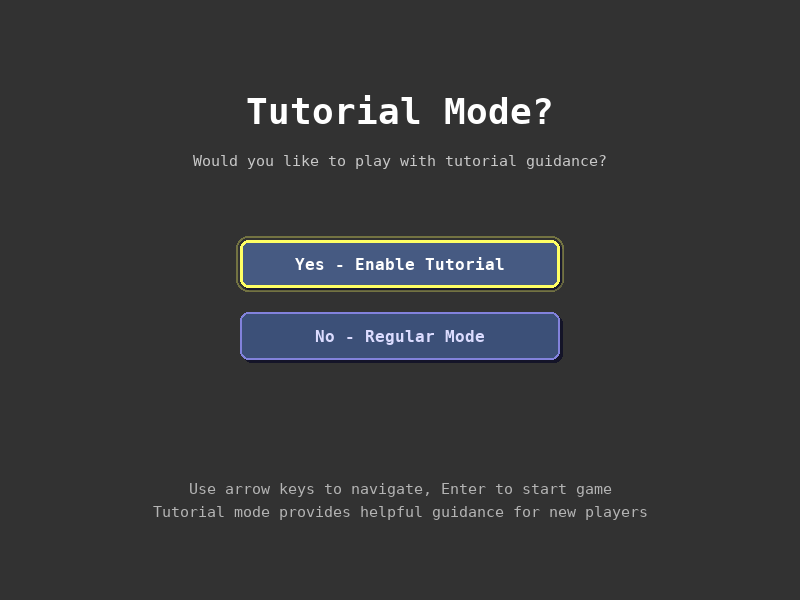 Tutorial Mode?
Would you like to play with tutorial guidance?
Yes - Enable Tutorial
No - Regular Mode
Use arrow keys to navigate, Enter to start game
Tutorial mode provides helpful guidance for new players